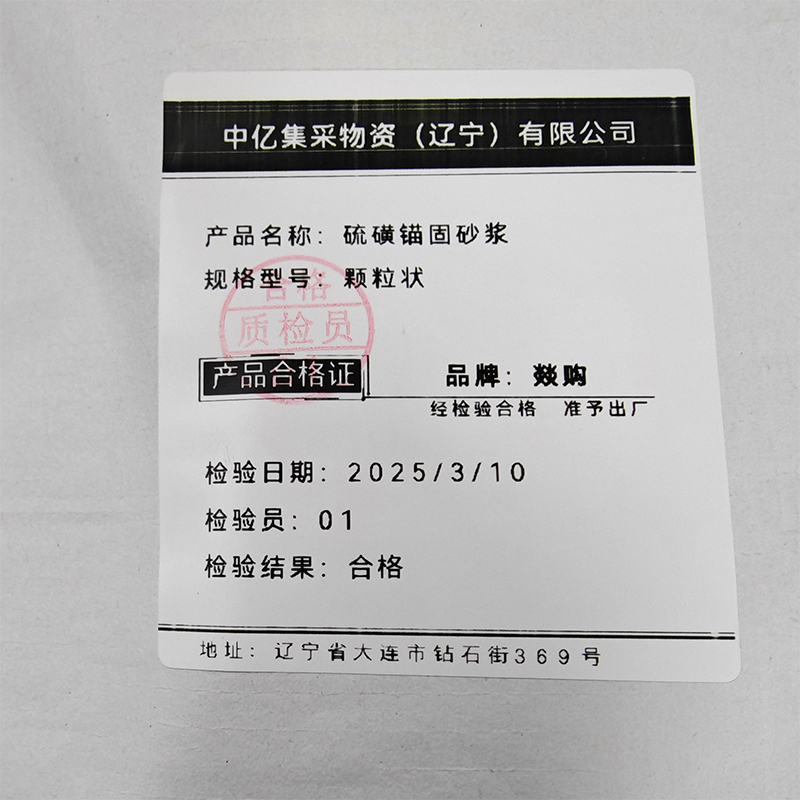 中亿集采物资（辽宁）有限公司
产品名称：硫磺锚固砂浆
规格型号：颗粒状
合格
质检员
产品合格证
品牌：燚购
经检验合格 准予出厂
检验日期：2025/3/10
检验员：01
检验结果：合格
地址：辽宁省大连市钻石街369号